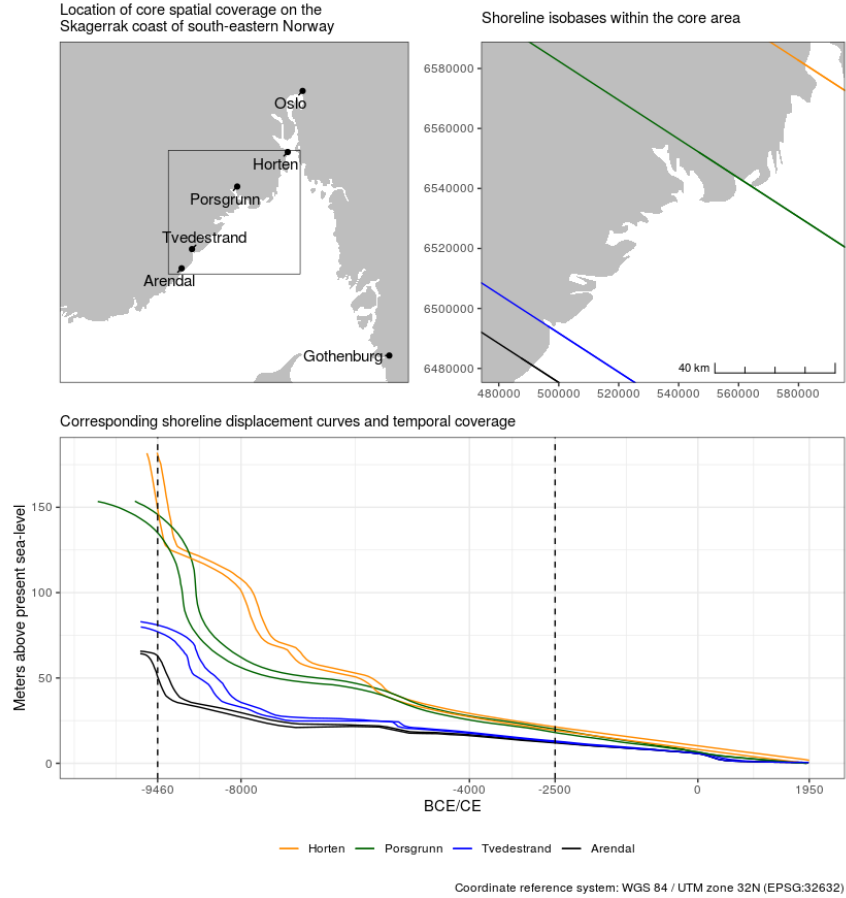 Location of core spatial coverage on the
Skagerrak coast of south-eastern Norway
Oslo
Horten
Porsgrunn
Tvedestrand
Arendal
Gothenburg
Shoreline isobases within the core area
6580000
6560000
6540000
6520000
6500000
6480000
40 km
480000 500000 520000 540000 560000 580000
Corresponding shoreline displacement curves and temporal coverage
Meters above present sea-level
150
100
50
0
-9460 -8000 -4000 -2500 0 1950
BCE/CE
Horten Porsgrunn Tvedestrand Arendal
Coordinate reference system: WGS 84 / UTM zone 32N (EPSG:32632)